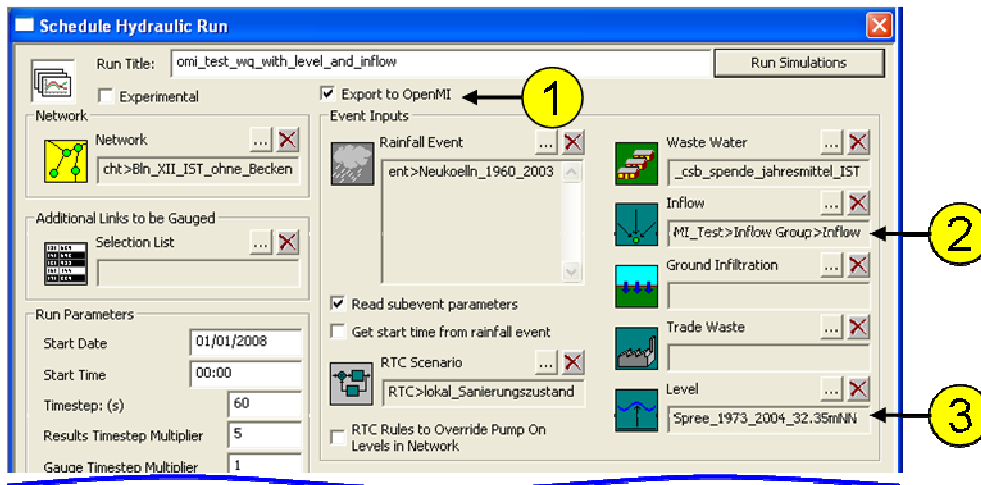 Schedule Hydraulic Run
Run Title: omi_test_wq_with_level_and_inflow
Run Simulations
Experimental
Export to OpenMI
1
Network
Network
...
cht>Bln_XII_IST_ohne_Becken
Additional Links to be Gauged
Selection List
...
Run Parameters
Start Date 01/01/2008
Start Time 00:00
Timestep: (s) 60
Results Timestep Multiplier 5
Gauge Timestep Multiplier 1
Event Inputs
Rainfall Event
...
ent>Neukoelln_1960_2003
Read subevent parameters
Get start time from rainfall event
RTC Scenario
...
RTC>lokal_Sanierungszustand
RTC Rules to Override Pump On
Levels in Network
Waste Water
...
_csb_spende_jahresmittel_IST
Inflow
...
MI_Test>Inflow Group>Inflow
2
Ground Infiltration
...
Trade Waste
...
Level
...
Spree_1973_2004_32.35mNN
3